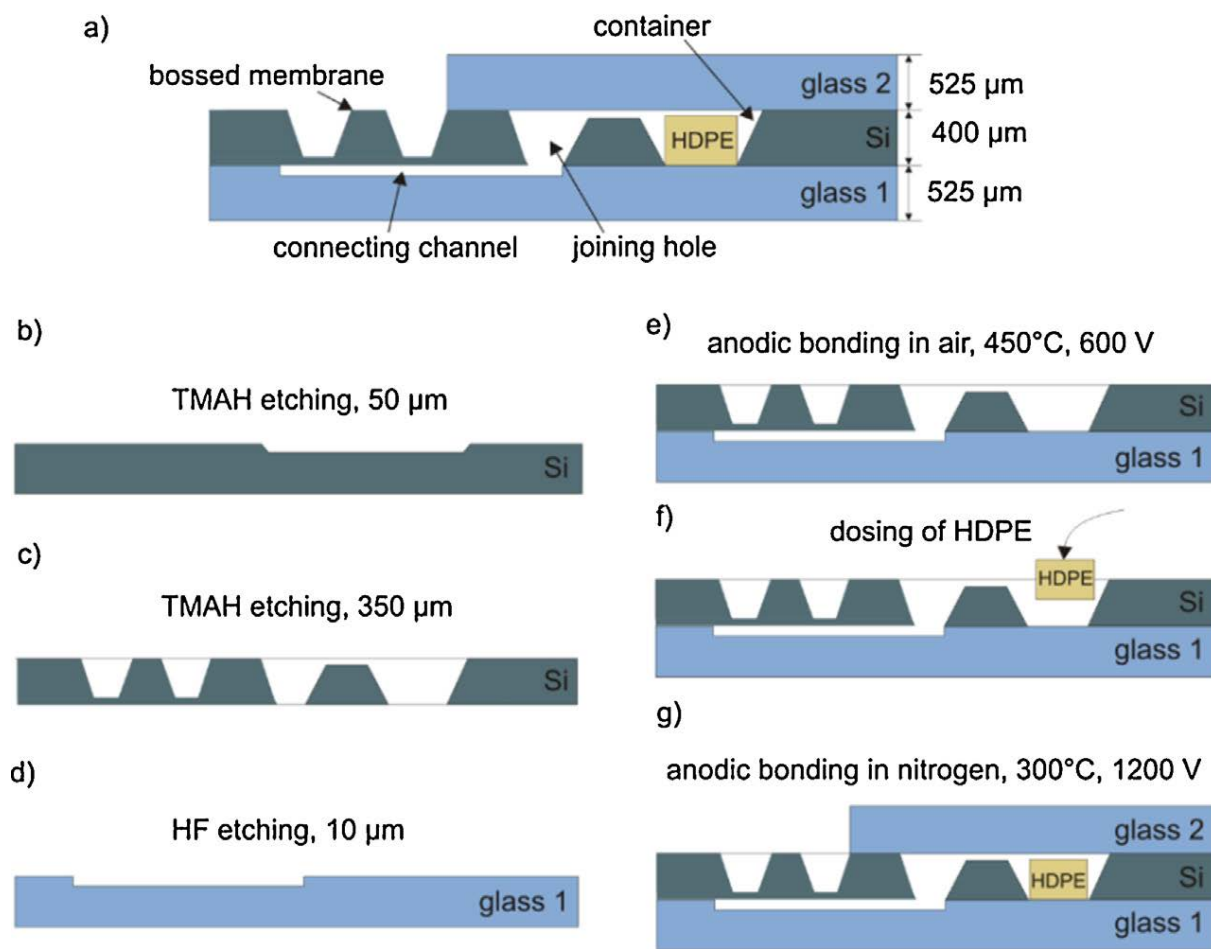 a)
container
bossed membrane
glass 2
525 µm
HDPE
Si
400 µm
glass 1
525 µm
connecting channel
joining hole
b)
TMAH etching, 50 µm
Si
c)
TMAH etching, 350 µm
Si
d)
HF etching, 10 µm
glass 1
e)
anodic bonding in air, 450°C, 600 V
Si
glass 1
f)
dosing of HDPE
HDPE
Si
glass 1
g)
anodic bonding in nitrogen, 300°C, 1200 V
glass 2
HDPE
Si
glass 1